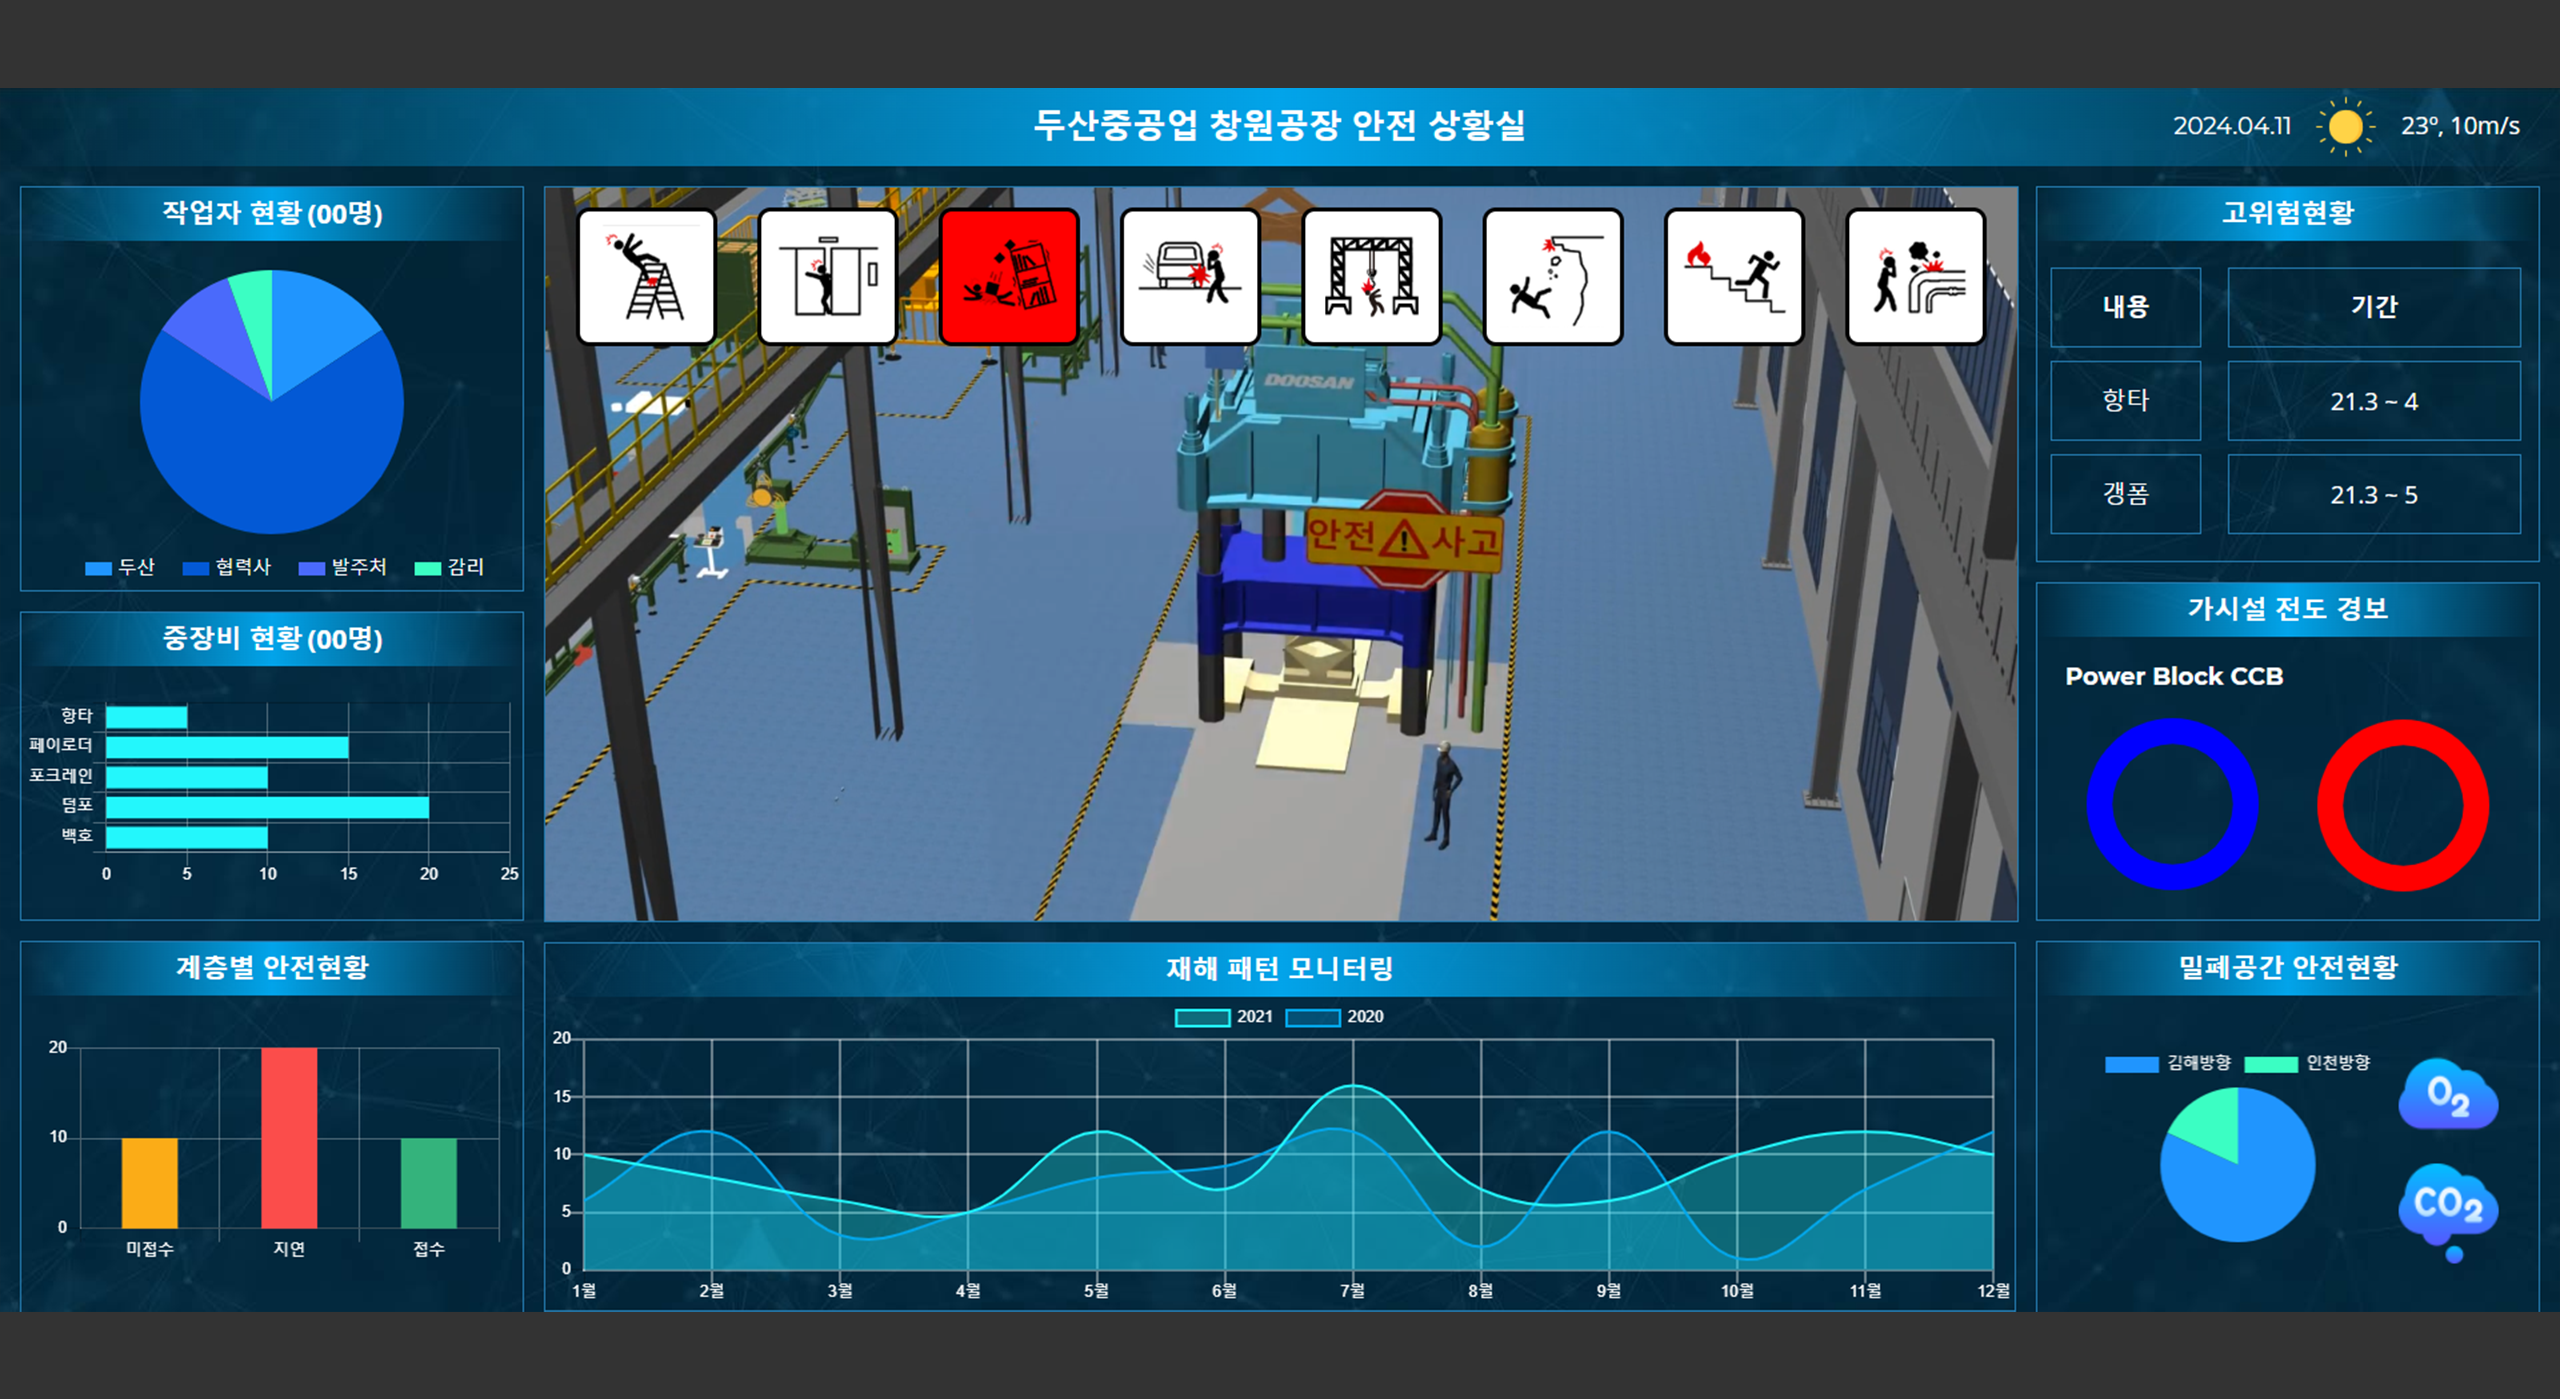 두산중공업 창원공장 안전 상황실
2024.04.11
23º, 10m/s
작업자 현황(00명)
두산 협력사 발주처 감리
중장비 현황(00명)
항타
페이로더
포크레인
덤포
백호
0 5 10 15 20 25
계층별 안전현황
20
10
0
미접수 지연 접수
DOOSAN
안전 사고
재해 패턴 모니터링
2021 2020
20
15
10
5
0
1월 2월 3월 4월 5월 6월 7월 8월 9월 10월 11월 12월
고위험현황
내용 기간
항타 21.3 ~ 4
갱폼 21.3 ~ 5
가시설 전도 경보
Power Block CCB
밀폐공간 안전현황
김해방향 인천방향
O2
CO2